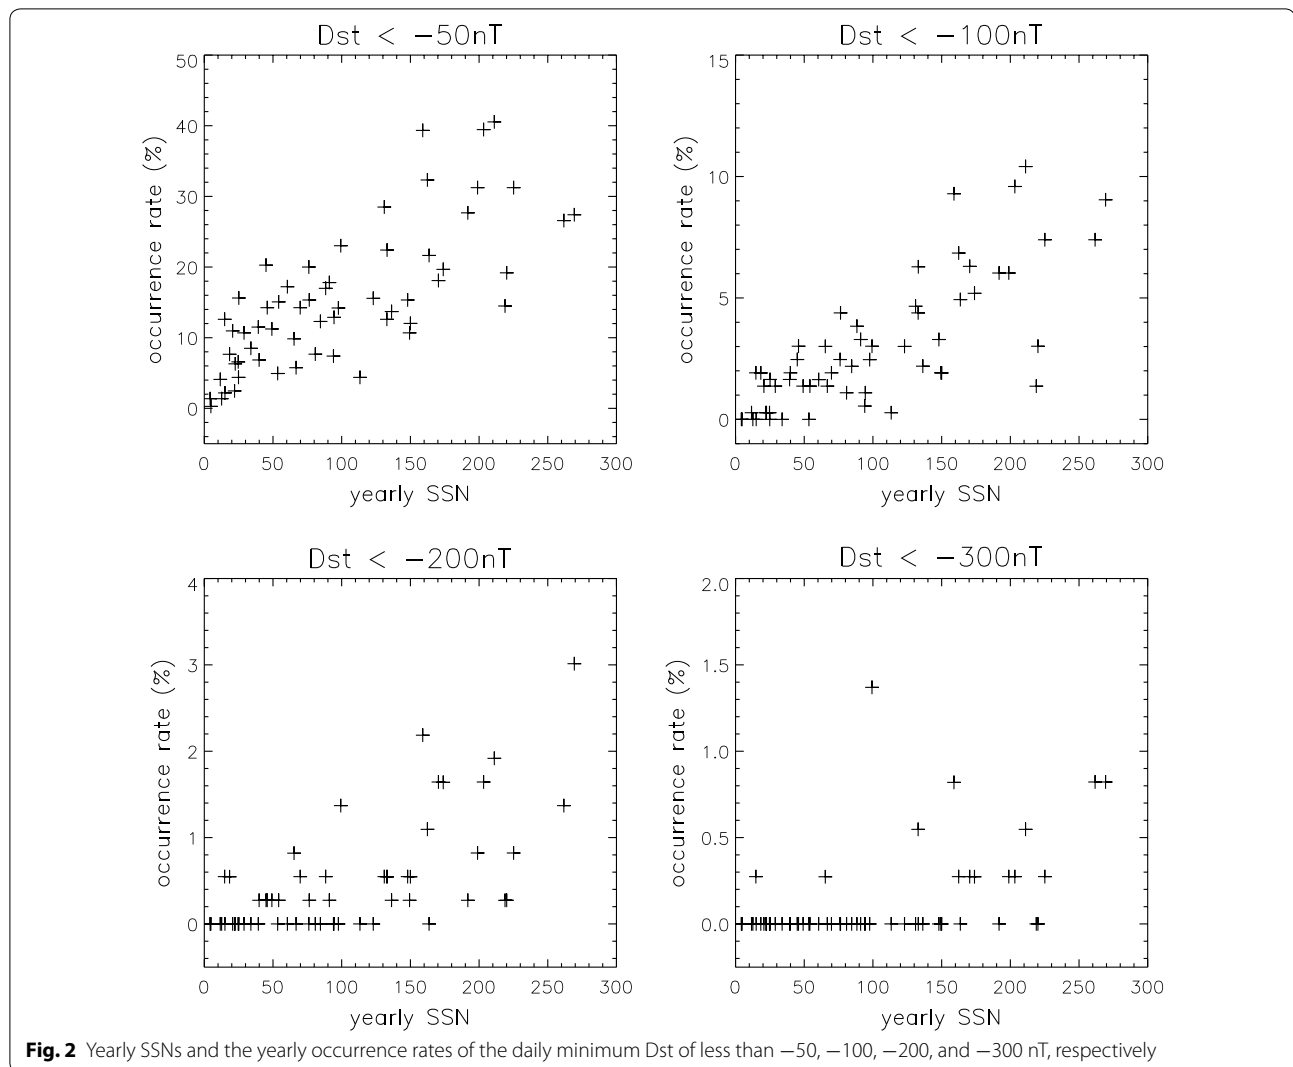 Dst < −50nT
50
40
30
20
10
0
occurrence rate (%)
0 50 100 150 200 250 300
yearly SSN
Dst < −100nT
15
10
5
0
occurrence rate (%)
0 50 100 150 200 250 300
yearly SSN
Dst < −200nT
4
3
2
1
0
occurrence rate (%)
0 50 100 150 200 250 300
yearly SSN
Dst < −300nT
2.0
1.5
1.0
0.5
0.0
occurrence rate (%)
0 50 100 150 200 250 300
yearly SSN
Fig. 2 Yearly SSNs and the yearly occurrence rates of the daily minimum Dst of less than −50, −100, −200, and −300 nT, respectively